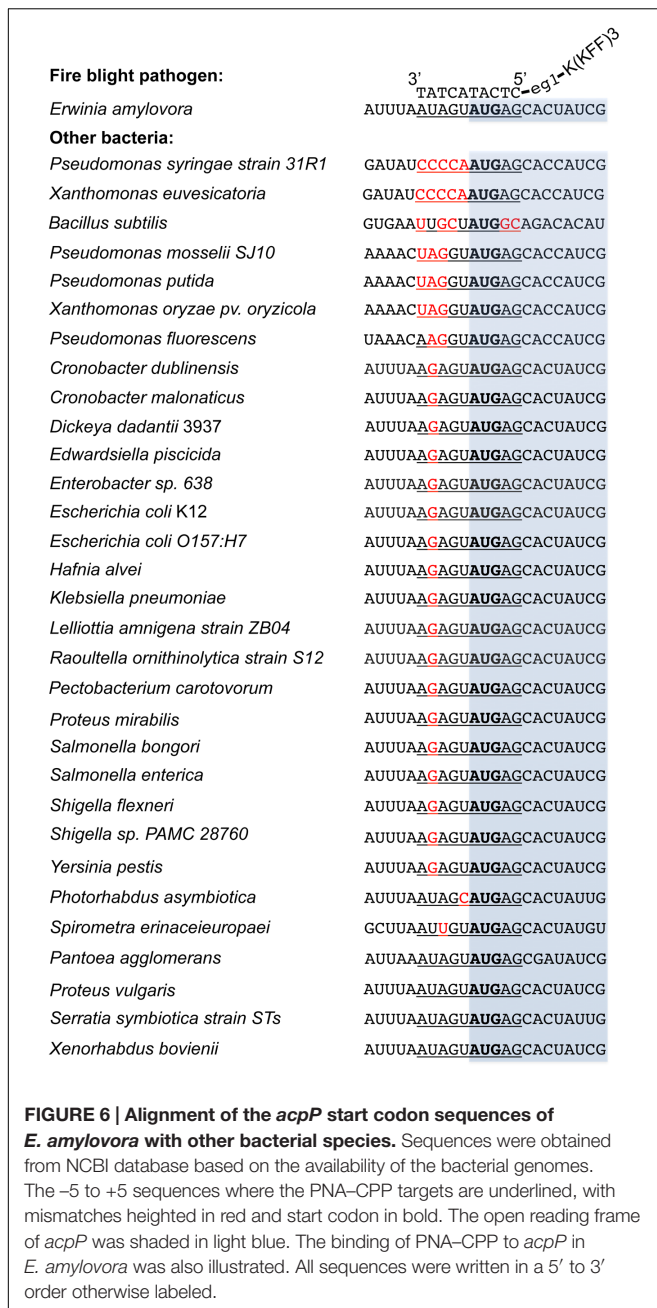 Fire blight pathogen:
3′ 5′
TATCATACTC-egl-K(KFF)3
Erwinia amylovora AUUUAAUAGUAUGAGCACUAUCG
Other bacteria:
Pseudomonas syringae strain 31R1 GAUAUCCCCAAUGAGCACCAUCG
Xanthomonas euvesicatoria GAUAUCCCCAAUGAGCACCAUCG
Bacillus subtilis GUGAAUUGCUAUGGCAGACACAU
Pseudomonas mosselii SJ10 AAAACUAGGUAUGAGCACCAUCG
Pseudomonas putida AAAACUAGGUAUGAGCACCAUCG
Xanthomonas oryzae pv. oryzicola AAAACUAGGUAUGAGCACCAUCG
Pseudomonas fluorescens UAAACAAGGUAUGAGCACCAUCG
Cronobacter dublinensis AUUUAAGAGUAUGAGCACUAUCG
Cronobacter malonaticus AUUUAAGAGUAUGAGCACUAUCG
Dickeya dadantii 3937 AUUUAAGAGUAUGAGCACUAUCG
Edwardsiella piscicida AUUUAAGAGUAUGAGCACUAUCG
Enterobacter sp. 638 AUUUAAGAGUAUGAGCACUAUCG
Escherichia coli K12 AUUUAAGAGUAUGAGCACUAUCG
Escherichia coli O157:H7 AUUUAAGAGUAUGAGCACUAUCG
Hafnia alvei AUUUAAGAGUAUGAGCACUAUCG
Klebsiella pneumoniae AUUUAAGAGUAUGAGCACUAUCG
Lelliottia amnigena strain ZB04 AUUUAAGAGUAUGAGCACUAUCG
Raoultella ornithinolytica strain S12 AUUUAAGAGUAUGAGCACUAUCG
Pectobacterium carotovorum AUUUAAGAGUAUGAGCACUAUCG
Proteus mirabilis AUUUAAGAGUAUGAGCACUAUCG
Salmonella bongori AUUUAAGAGUAUGAGCACUAUCG
Salmonella enterica AUUUAAGAGUAUGAGCACUAUCG
Shigella flexneri AUUUAAGAGUAUGAGCACUAUCG
Shigella sp. PAMC 28760 AUUUAAGAGUAUGAGCACUAUCG
Yersinia pestis AUUUAAGAGUAUGAGCACUAUCG
Photorhabdus asymbiotica AUUUAAUAGCAUGAGCACUAUUG
Spirometra erinaceieuropaei GCUUAAUUGUAUGAGCACUAUGU
Pantoea agglomerans AUUAAAUAGUAUGAGCGAUAUCG
Proteus vulgaris AUUUAAUAGUAUGAGCACUAUCG
Serratia symbiotica strain STs AUUUAAUAGUAUGAGCACUAUUG
Xenorhabdus bovienii AUUUAAUAGUAUGAGCACUAUCG
FIGURE 6 | Alignment of the acpP start codon sequences of
E. amylovora with other bacterial species. Sequences were obtained
from NCBI database based on the availability of the bacterial genomes.
The –5 to +5 sequences where the PNA–CPP targets are underlined, with
mismatches heighted in red and start codon in bold. The open reading frame
of acpP was shaded in light blue. The binding of PNA–CPP to acpP in
E. amylovora was also illustrated. All sequences were written in a 5′ to 3′
order otherwise labeled.